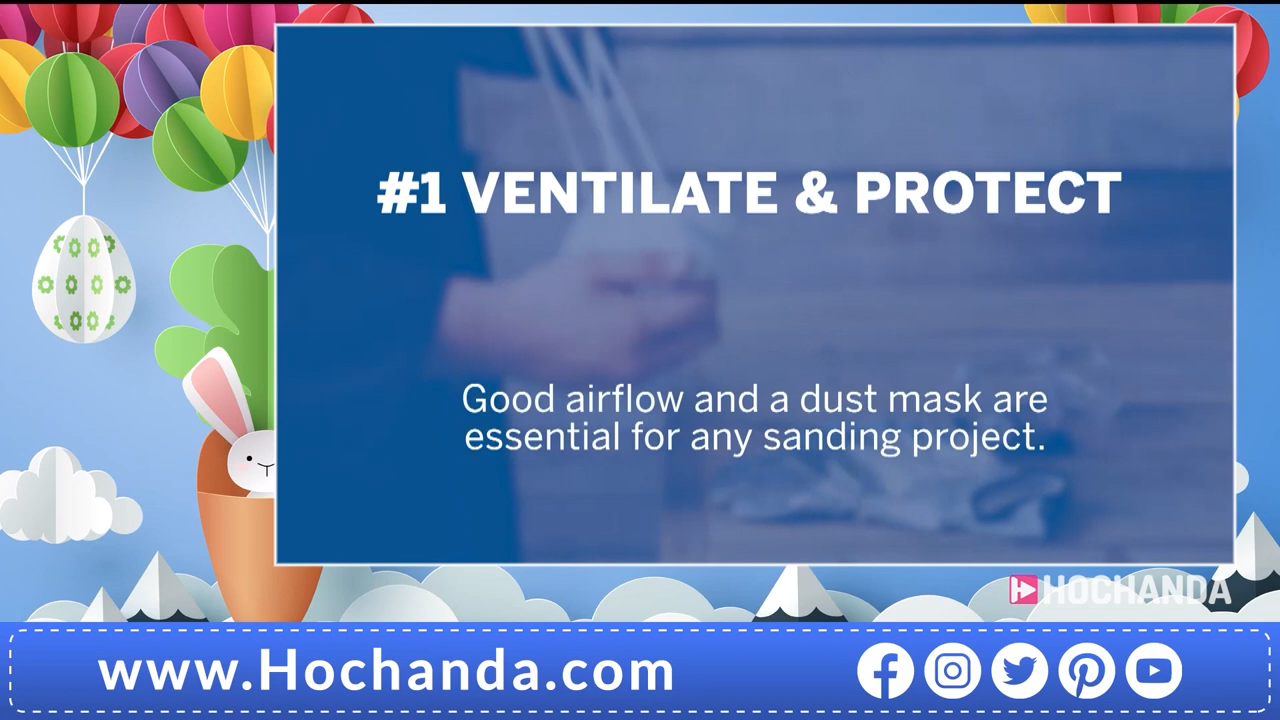 #1 VENTILATE & PROTECT
Good airflow and a dust mask are
essential for any sanding project.
HOCHANDA
www.Hochanda.com